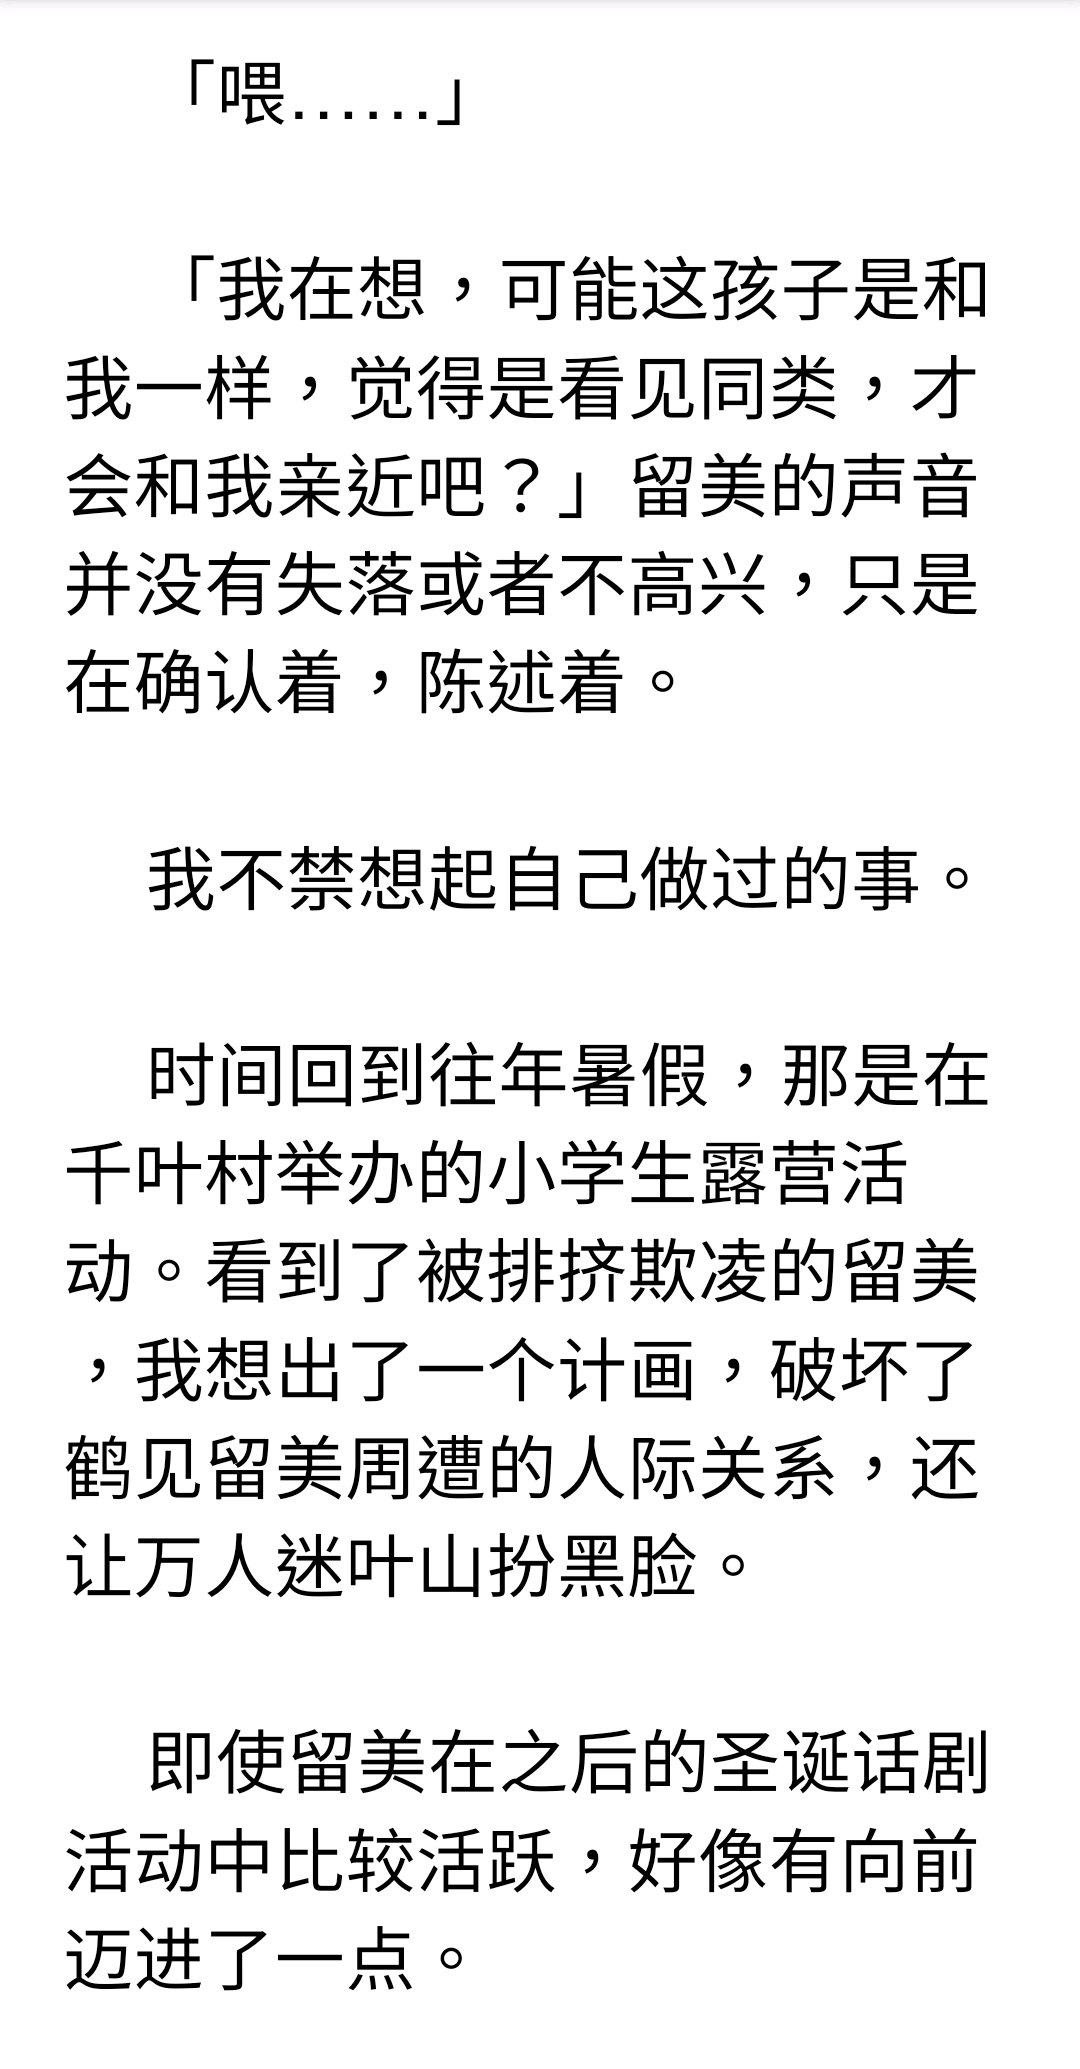 「喂……」
「我在想，可能这孩子是和
我一样，觉得是看见同类，才
会和我亲近吧？」留美的声音
并没有失落或者不高兴，只是
在确认着，陈述着。
我不禁想起自己做过的事。
时间回到往年暑假，那是在
千叶村举办的小学生露营活
动。看到了被排挤欺凌的留美
，我想出了一个计画，破坏了
鹤见留美周遭的人际关系，还
让万人迷叶山扮黑脸。
即使留美在之后的圣诞话剧
活动中比较活跃，好像有向前
迈进了一点。